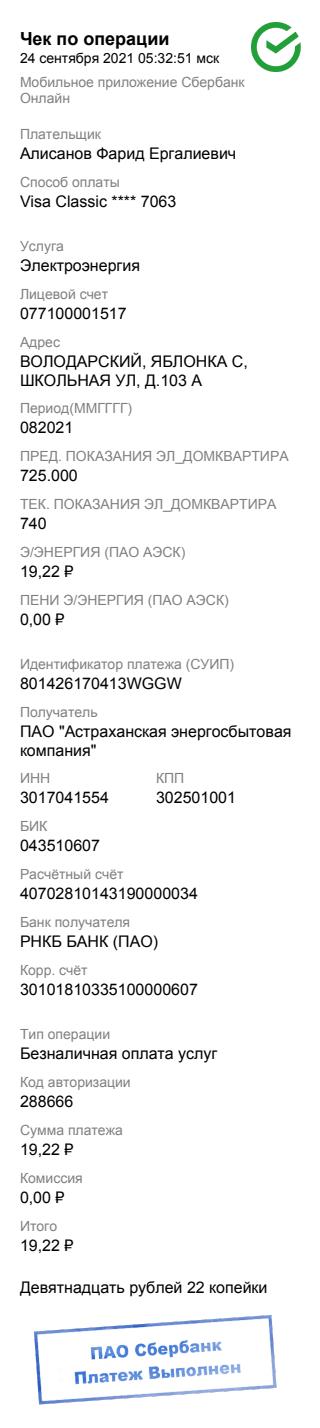 Чек по операции
24 сентября 2021 05:32:51 мск
Мобильное приложение Сбербанк
Онлайн
Плательщик
Алисанов Фарид Ергалиевич
Способ оплаты
Visa Classic **** 7063
Услуга
Электроэнергия
Лицевой счет
077100001517
Адрес
ВОЛОДАРСКИЙ, ЯБЛОНКА С,
ШКОЛЬНАЯ УЛ, Д.103 А
Период(ММГГГГ)
082021
ПРЕД. ПОКАЗАНИЯ ЭЛ_ДОМКВАРТИРА
725.000
ТЕК. ПОКАЗАНИЯ ЭЛ_ДОМКВАРТИРА
740
Э/ЭНЕРГИЯ (ПАО АЭСК)
19,22 ₽
ПЕНИ Э/ЭНЕРГИЯ (ПАО АЭСК)
0,00 ₽
Идентификатор платежа (СУИП)
801426170413WGGW
Получатель
ПАО "Астраханская энергосбытовая
компания"
ИНН КПП
3017041554 302501001
БИК
043510607
Расчётный счёт
40702810143190000034
Банк получателя
РНКБ БАНК (ПАО)
Корр. счёт
30101810335100000607
Тип операции
Безналичная оплата услуг
Код авторизации
288666
Сумма платежа
19,22 ₽
Комиссия
0,00 ₽
Итого
19,22 ₽
Девятнадцать рублей 22 копейки
ПАО Сбербанк
Платеж Выполнен